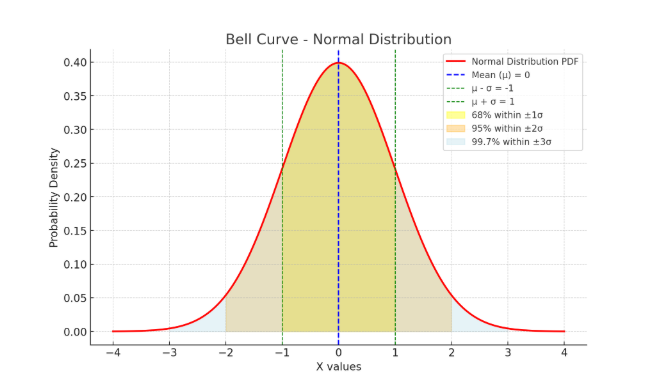 Bell Curve - Normal Distribution
Normal Distribution PDF
Mean (μ) = 0
μ - σ = -1
μ + σ = 1
68% within ±1σ
95% within ±2σ
99.7% within ±3σ
Probability Density
0.40
0.35
0.30
0.25
0.20
0.15
0.10
0.05
0.00
−4 −3 −2 −1 0 1 2 3 4
X values